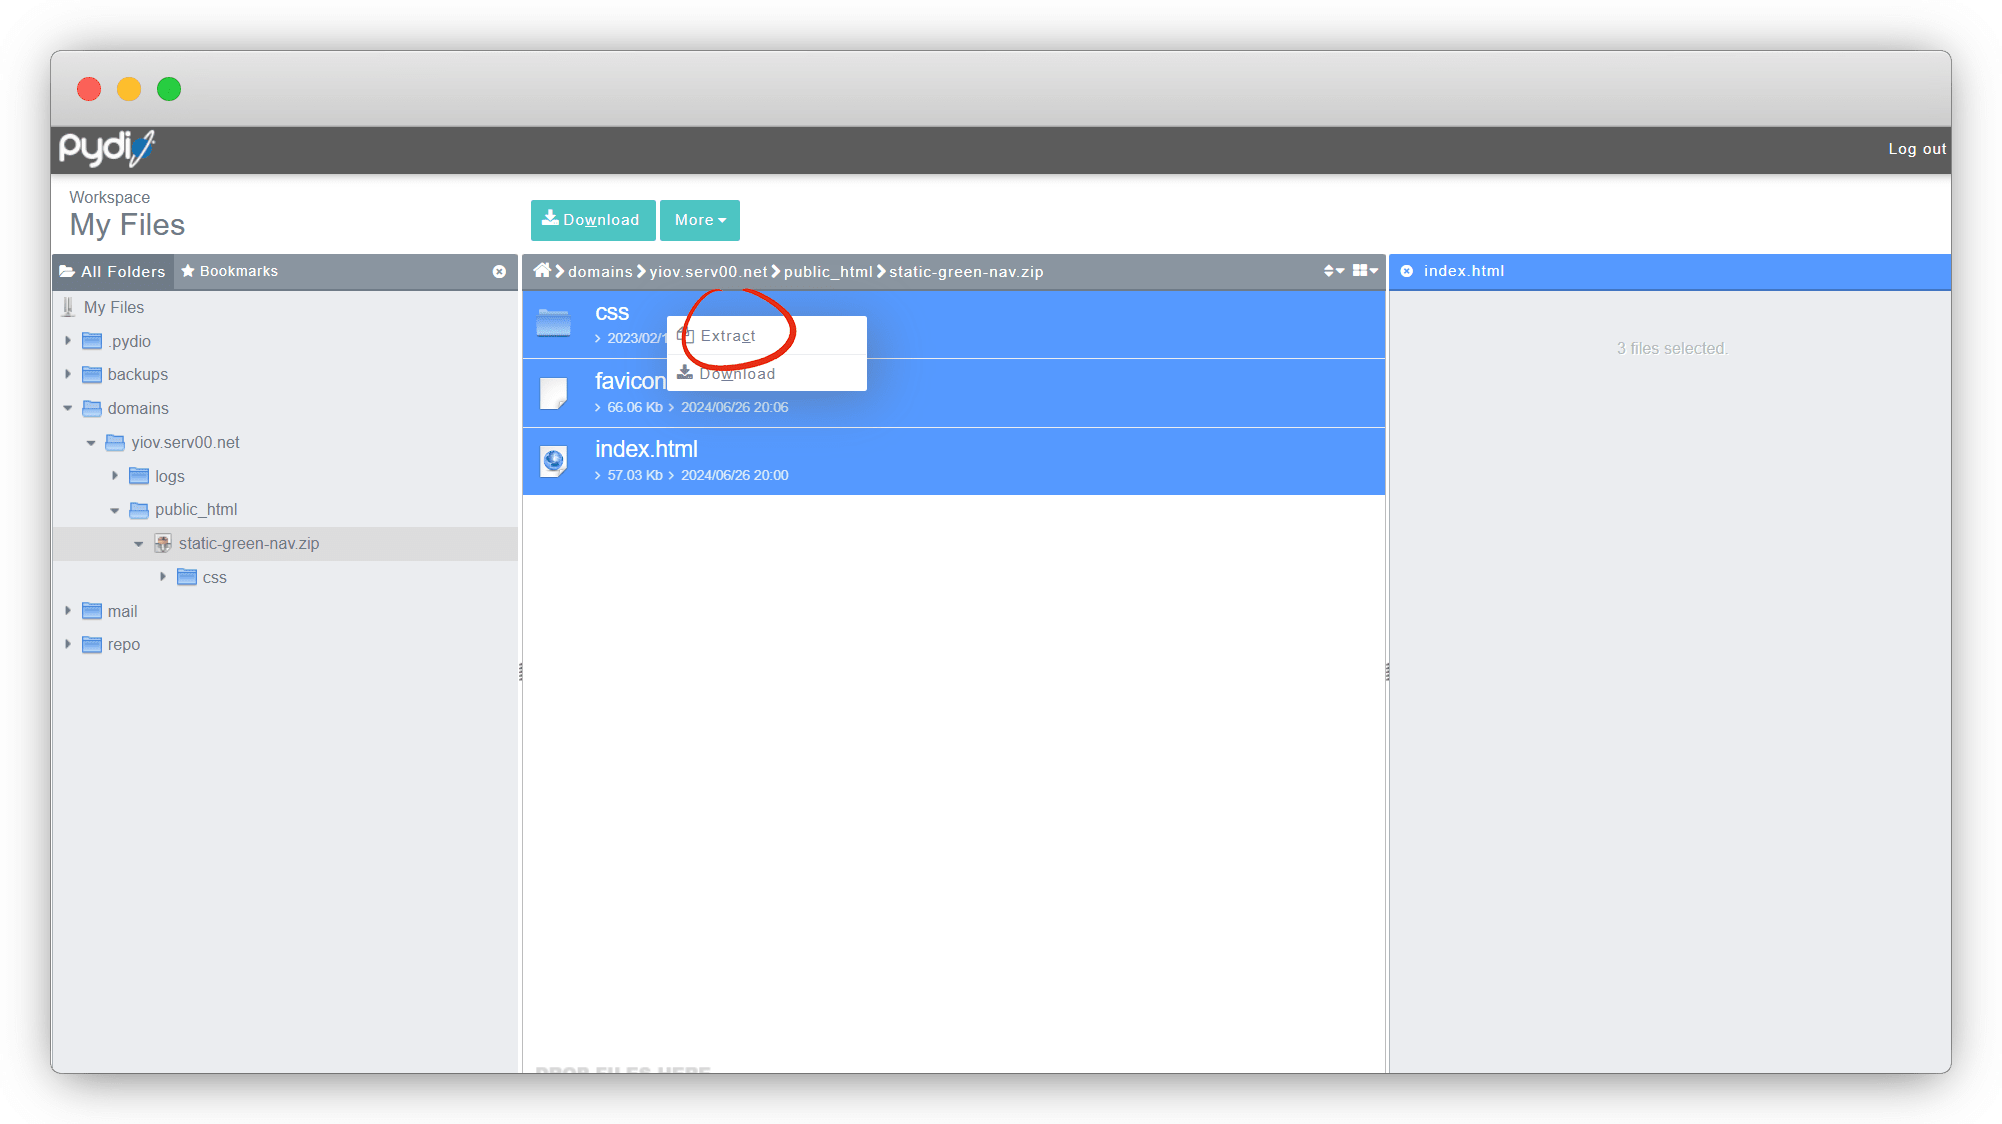 pydio
Log out
Workspace
My Files
Download
More
All Folders
Bookmarks
domains
yiov.serv00.net
public_html
static-green-nav.zip
index.html
My Files
.pydio
backups
domains
yiov.serv00.net
logs
public_html
static-green-nav.zip
css
mail
repo
css
2023/02/1
Extract
Download
favicon
66.06 Kb
2024/06/26 20:06
index.html
57.03 Kb
2024/06/26 20:00
3 files selected.
DROP FILES HERE